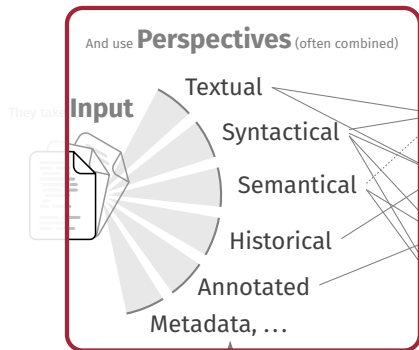 And use Perspectives (often combined)
Textual
They take Input
Syntactical
Semantical
Historical
Annotated
Metadata, …